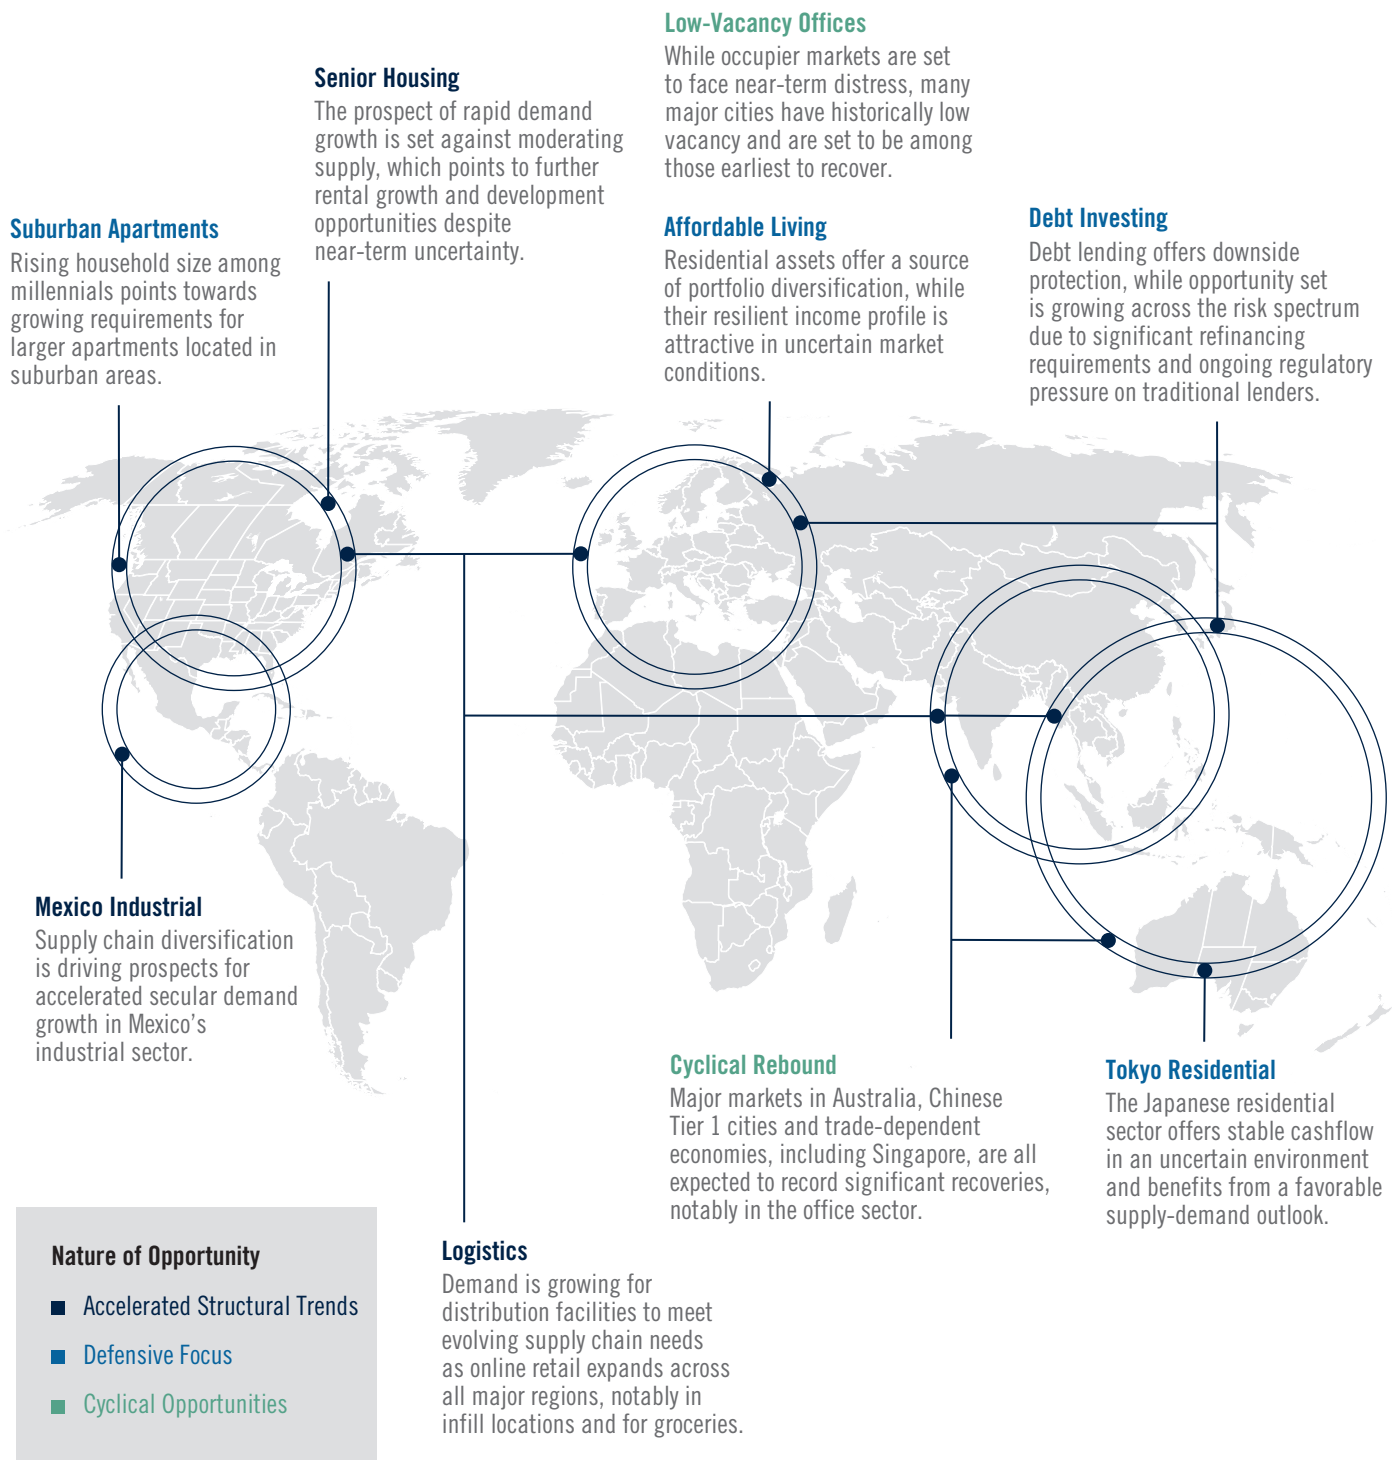 Low-Vacancy Offices
While occupier markets are set
to face near-term distress, many
major cities have historically low
vacancy and are set to be among
those earliest to recover.
Senior Housing
The prospect of rapid demand
growth is set against moderating
supply, which points to further
rental growth and development
opportunities despite
near-term uncertainty.
Suburban Apartments
Rising household size among
millennials points towards
growing requirements for
larger apartments located in
suburban areas.
Affordable Living
Residential assets offer a source
of portfolio diversification, while
their resilient income profile is
attractive in uncertain market
conditions.
Debt Investing
Debt lending offers downside
protection, while opportunity set
is growing across the risk spectrum
due to significant refinancing
requirements and ongoing regulatory
pressure on traditional lenders.
Mexico Industrial
Supply chain diversification
is driving prospects for
accelerated secular demand
growth in Mexico’s
industrial sector.
Cyclical Rebound
Major markets in Australia, Chinese
Tier 1 cities and trade-dependent
economies, including Singapore, are all
expected to record significant recoveries,
notably in the office sector.
Tokyo Residential
The Japanese residential
sector offers stable cashflow
in an uncertain environment
and benefits from a favorable
supply-demand outlook.
Logistics
Demand is growing for
distribution facilities to meet
evolving supply chain needs
as online retail expands across
all major regions, notably in
infill locations and for groceries.
Nature of Opportunity
Accelerated Structural Trends
Defensive Focus
Cyclical Opportunities